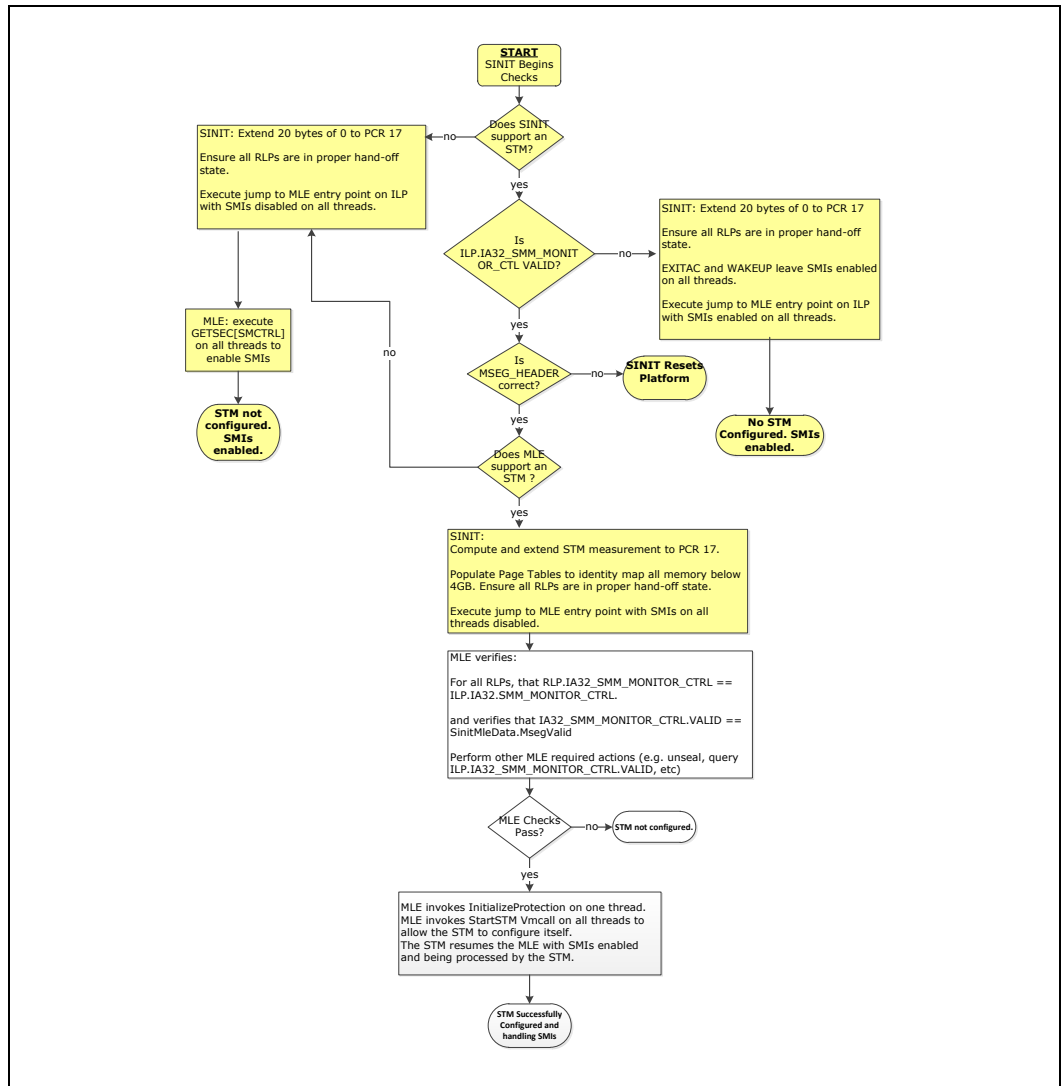 START
SINIT Begins
Checks
Does SINIT
support an
STM?
no
yes
SINIT: Extend 20 bytes of 0 to PCR 17
Ensure all RLPs are in proper hand-off
state.
Execute jump to MLE entry point on ILP
with SMIs disabled on all threads.
Is
ILP.IA32_SMM_MONIT
OR_CTL VALID?
no
yes
SINIT: Extend 20 bytes of 0 to PCR 17
Ensure all RLPs are in proper hand-off
state.
EXITAC and WAKEUP leave SMIs enabled
on all threads.
Execute jump to MLE entry point on ILP
with SMIs enabled on all threads.
MLE: execute
GETSEC[SMCTRL]
on all threads to
enable SMIs
no
Is
MSEG_HEADER
correct?
no
SINIT Resets
Platform
yes
STM not
configured.
SMIs
enabled.
No STM
Configured. SMIs
enabled.
Does MLE
support an
STM ?
yes
SINIT:
Compute and extend STM measurement to PCR 17.
Populate Page Tables to identity map all memory below
4GB. Ensure all RLPs are in proper hand-off state.
Execute jump to MLE entry point with SMIs on all
threads disabled.
MLE verifies:
For all RLPs, that RLP.IA32_SMM_MONITOR_CTRL ==
ILP.IA32.SMM_MONITOR_CTRL.
and verifies that IA32_SMM_MONITOR_CTRL.VALID ==
SinitMleData.MsegValid
Perform other MLE required actions (e.g. unseal, query
ILP.IA32_SMM_MONITOR_CTRL.VALID, etc)
MLE Checks
Pass?
no
STM not configured.
yes
MLE invokes InitializeProtection on one thread.
MLE invokes StartSTM Vmcall on all threads to
allow the STM to configure itself.
The STM resumes the MLE with SMIs enabled
and being processed by the STM.
STM Successfully
Configured and
handling SMIs